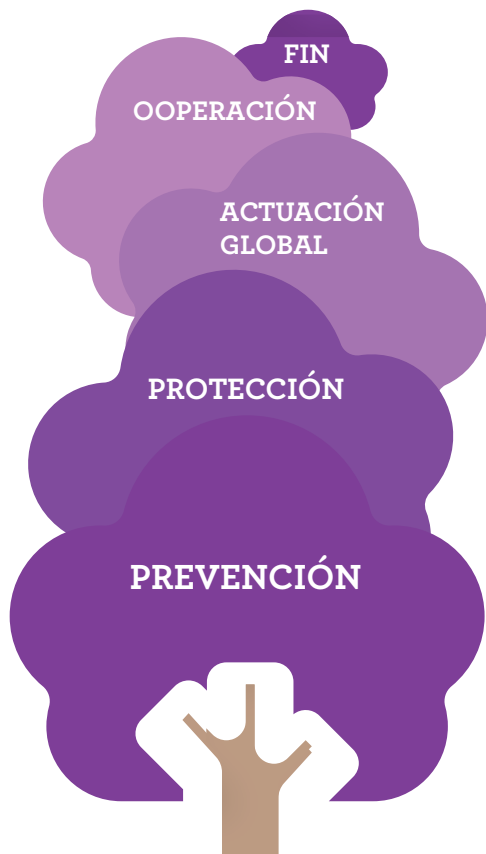 FIN
OOPERACIÓN
ACTUACIÓN
GLOBAL
PROTECCIÓN
PREVENCIÓN